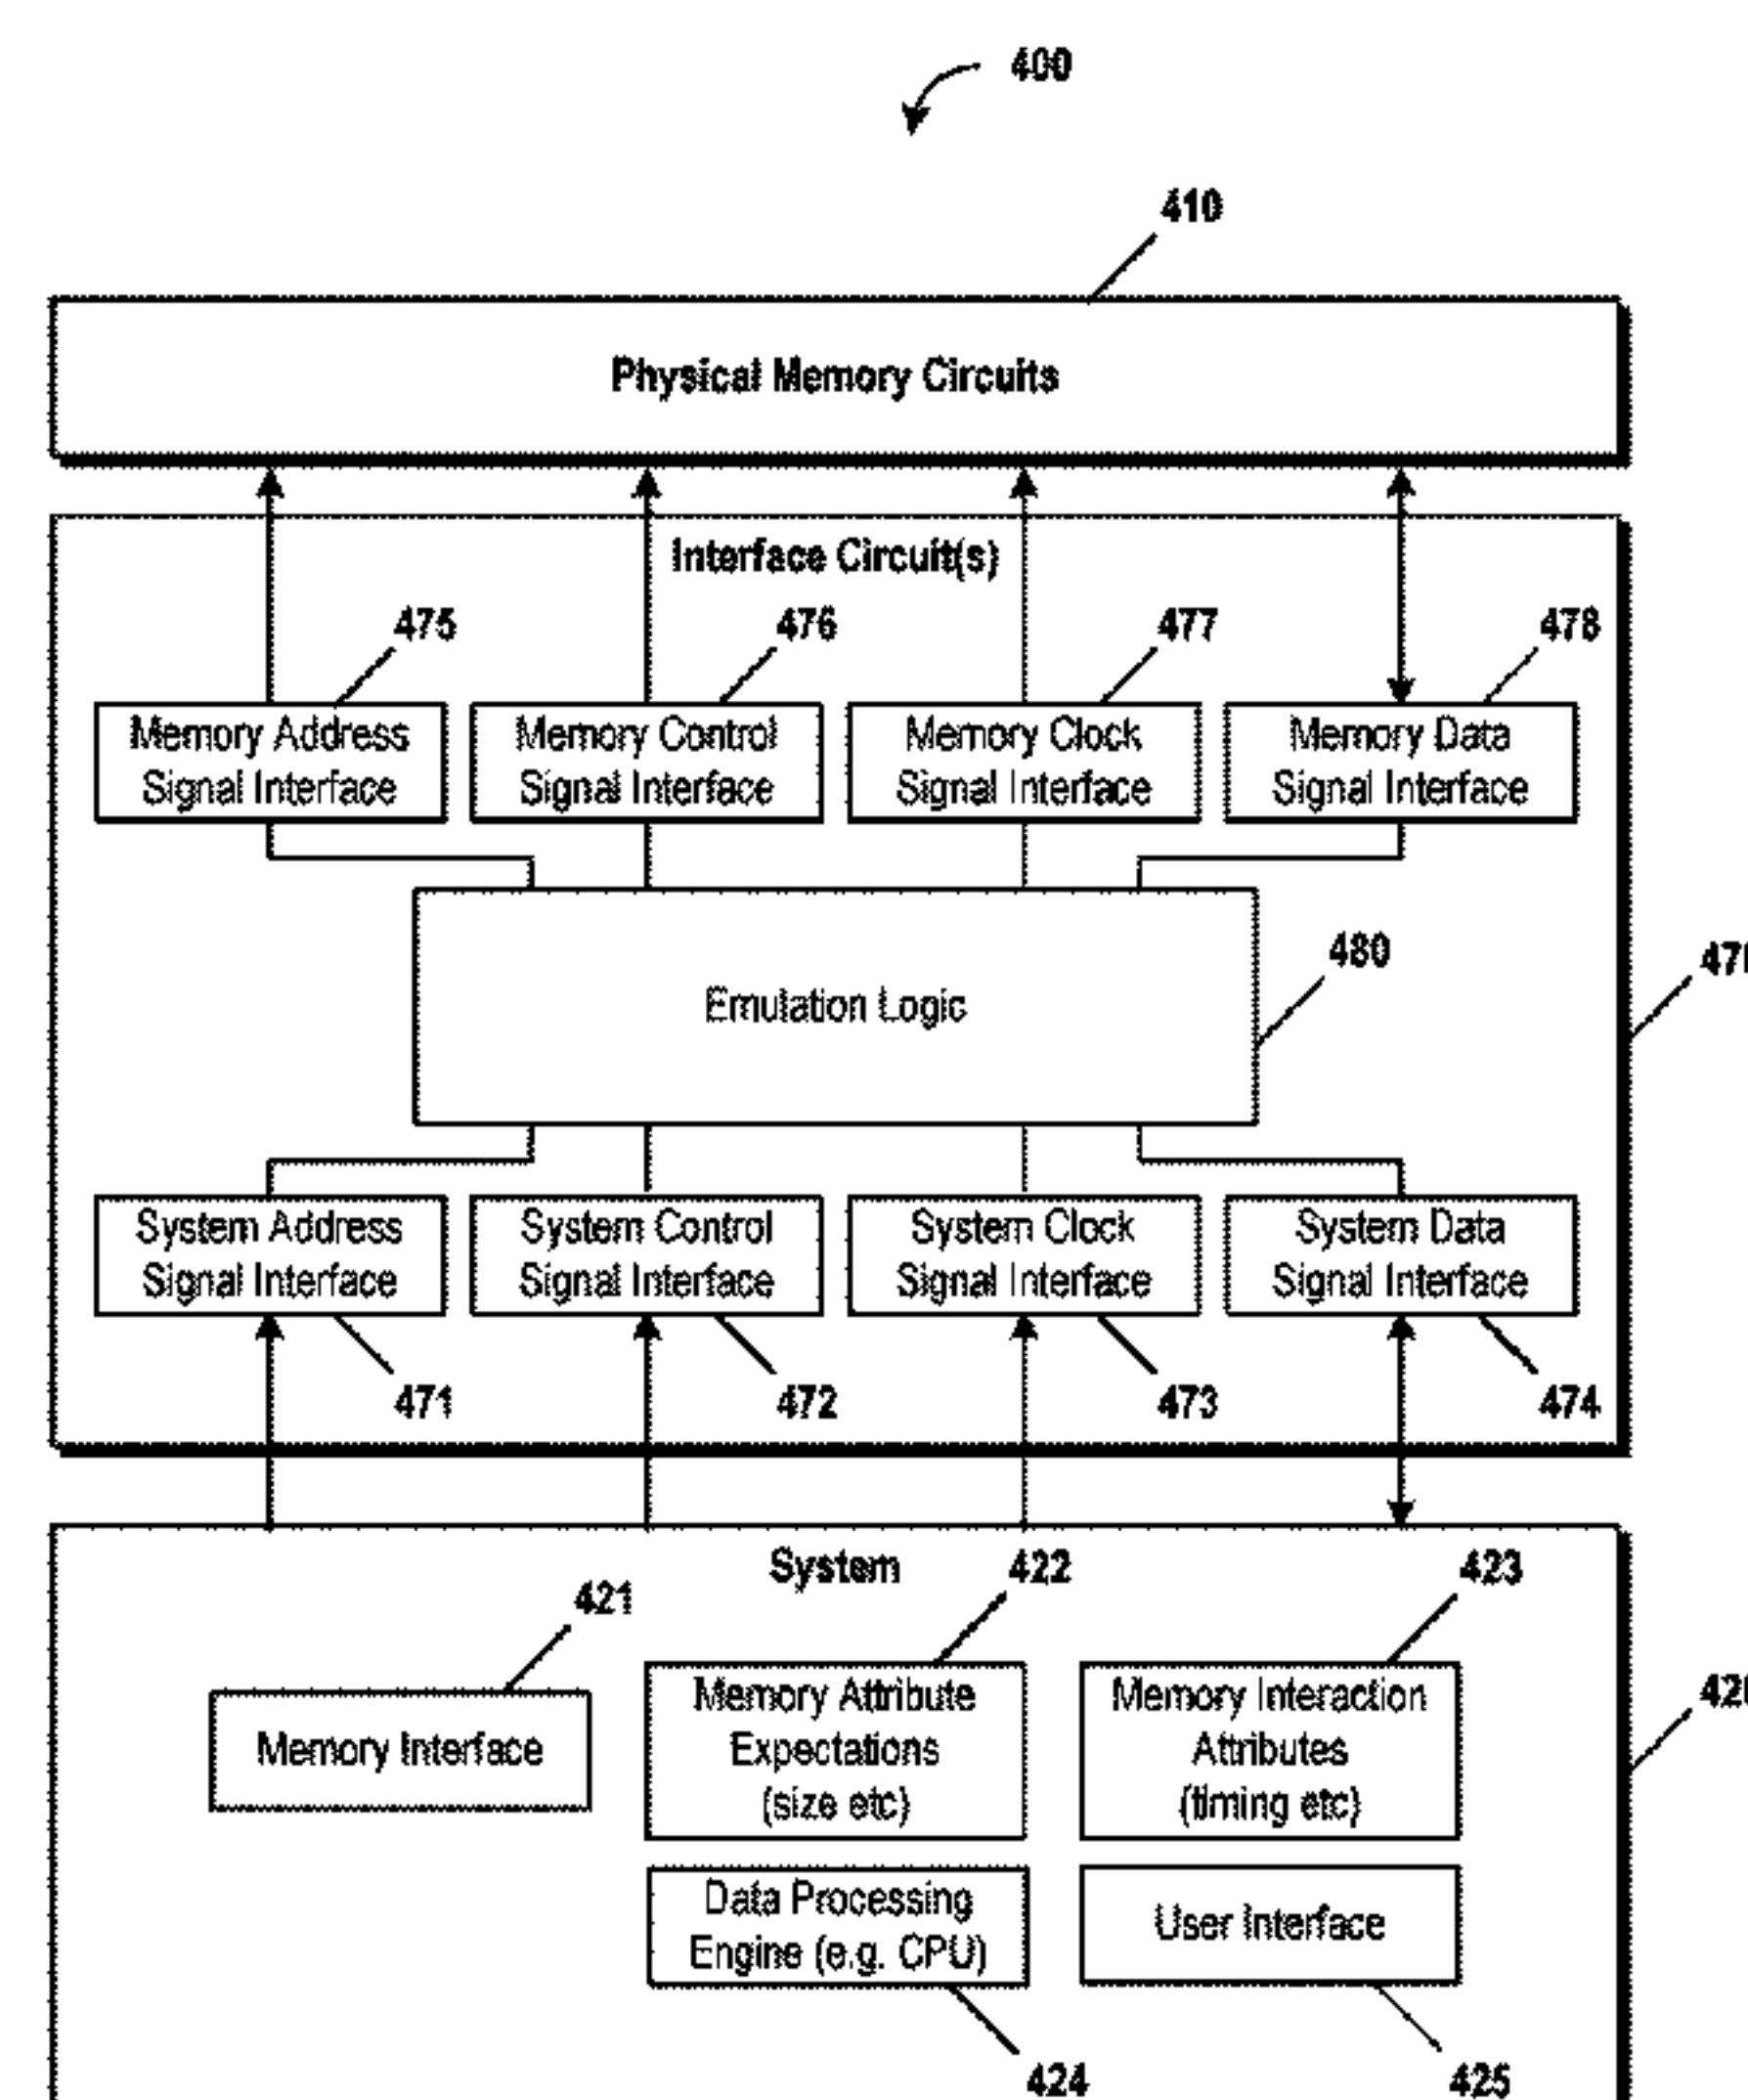 400
410
Physical Memory Circuits
Interface Circuit(s)
475
476
477
478
Memory Address
Signal Interface
Memory Control
Signal Interface
Memory Clock
Signal Interface
Memory Data
Signal Interface
480
Emulation Logic
System Address
Signal Interface
System Control
Signal Interface
System Clock
Signal Interface
System Data
Signal Interface
471
472
473
474
System
421
422
423
Memory Interface
Memory Attribute
Expectations
(size etc)
Memory Interaction
Attributes
(timing etc)
Data Processing
Engine (e.g. CPU)
User Interface
424
425